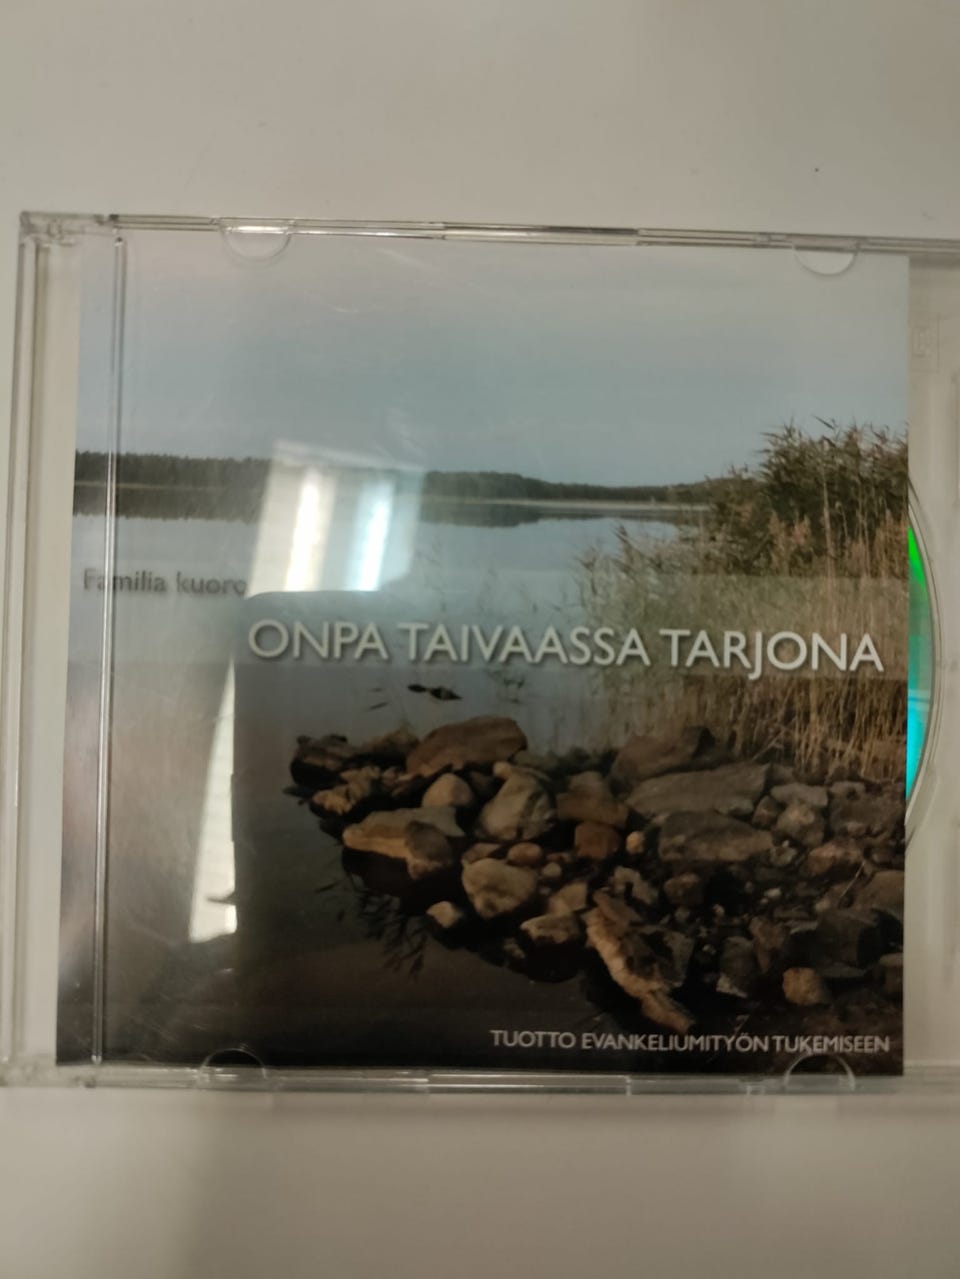 Familia kuoro
ONPA TAIVAASSA TARJONA
TUOTTO EVANKELIUMITYÖN TUKEMISEEN